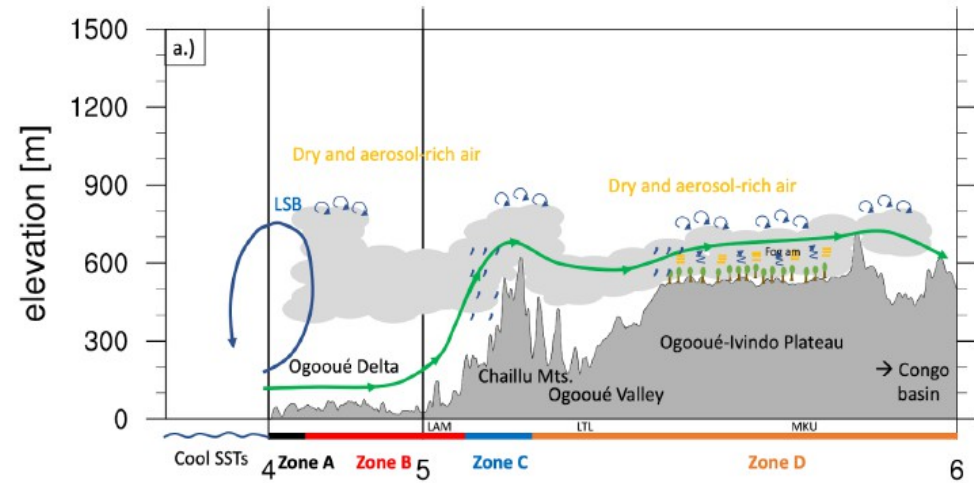 1500
a.)
1200
elevation [m]
Dry and aerosol-rich air
900
Dry and aerosol-rich air
LSB
600
Fog am
300
Ogooué Delta
Ogooué-Ivindo Plateau
Chaillu Mts.
→ Congo
basin
Ogooué Valley
0
LAM
LTL
MKU
Cool SSTs
Zone A
Zone B
Zone C
Zone D
4
5
6